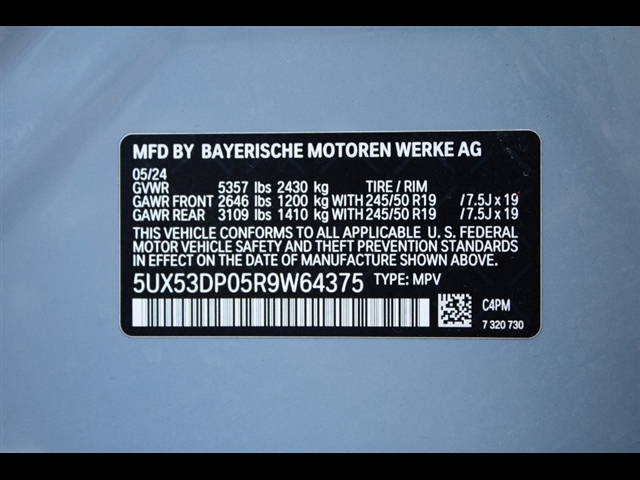 MFD BY BAYERISCHE MOTOREN WERKE AG
05/24
GVWR 5357 lbs 2430 kg TIRE / RIM
GAWR FRONT 2646 lbs 1200 kg WITH 245/50 R19 / 7.5J x 19
GAWR REAR 3109 lbs 1410 kg WITH 245/50 R19 / 7.5J x 19
THIS VEHICLE CONFORMS TO ALL APPLICABLE U. S. FEDERAL
MOTOR VEHICLE SAFETY AND THEFT PREVENTION STANDARDS
IN EFFECT ON THE DATE OF MANUFACTURE SHOWN ABOVE.
5UX53DP05R9W64375 TYPE: MPV
C4PM
7 320 730